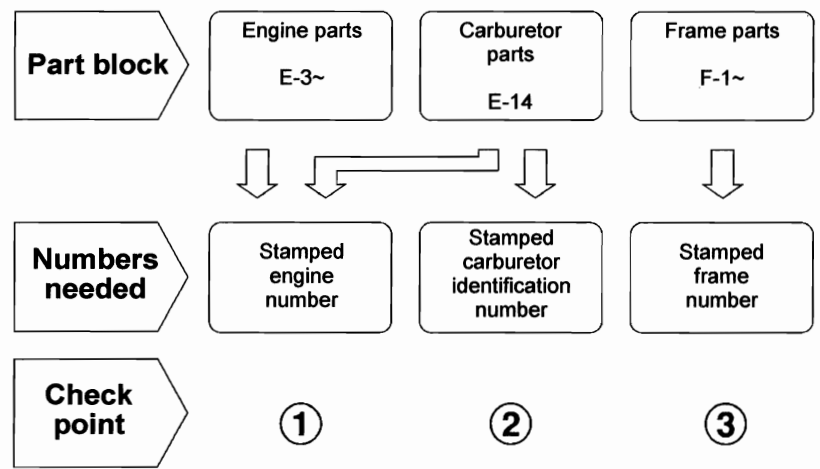 Part block
Engine parts
E-3~
Carburetor
parts
E-14
Frame parts
F-1~
Numbers
needed
Stamped
engine
number
Stamped
carburetor
identification
number
Stamped
frame
number
Check
point
①
②
③